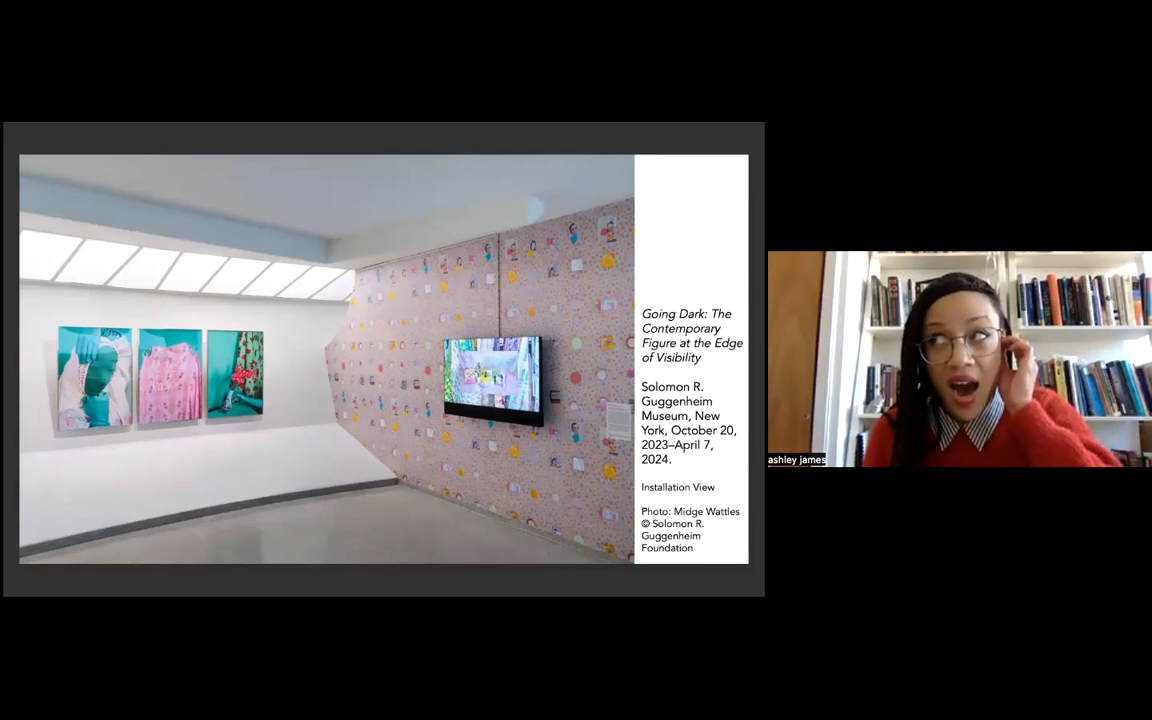 Going Dark: The
Contemporary
Figure at the Edge
of Visibility
Solomon R.
Guggenheim
Museum, New
York, October 20,
2023–April 7,
2024.
Installation View
Photo: Midge Wattles
© Solomon R.
Guggenheim
Foundation
ashley james